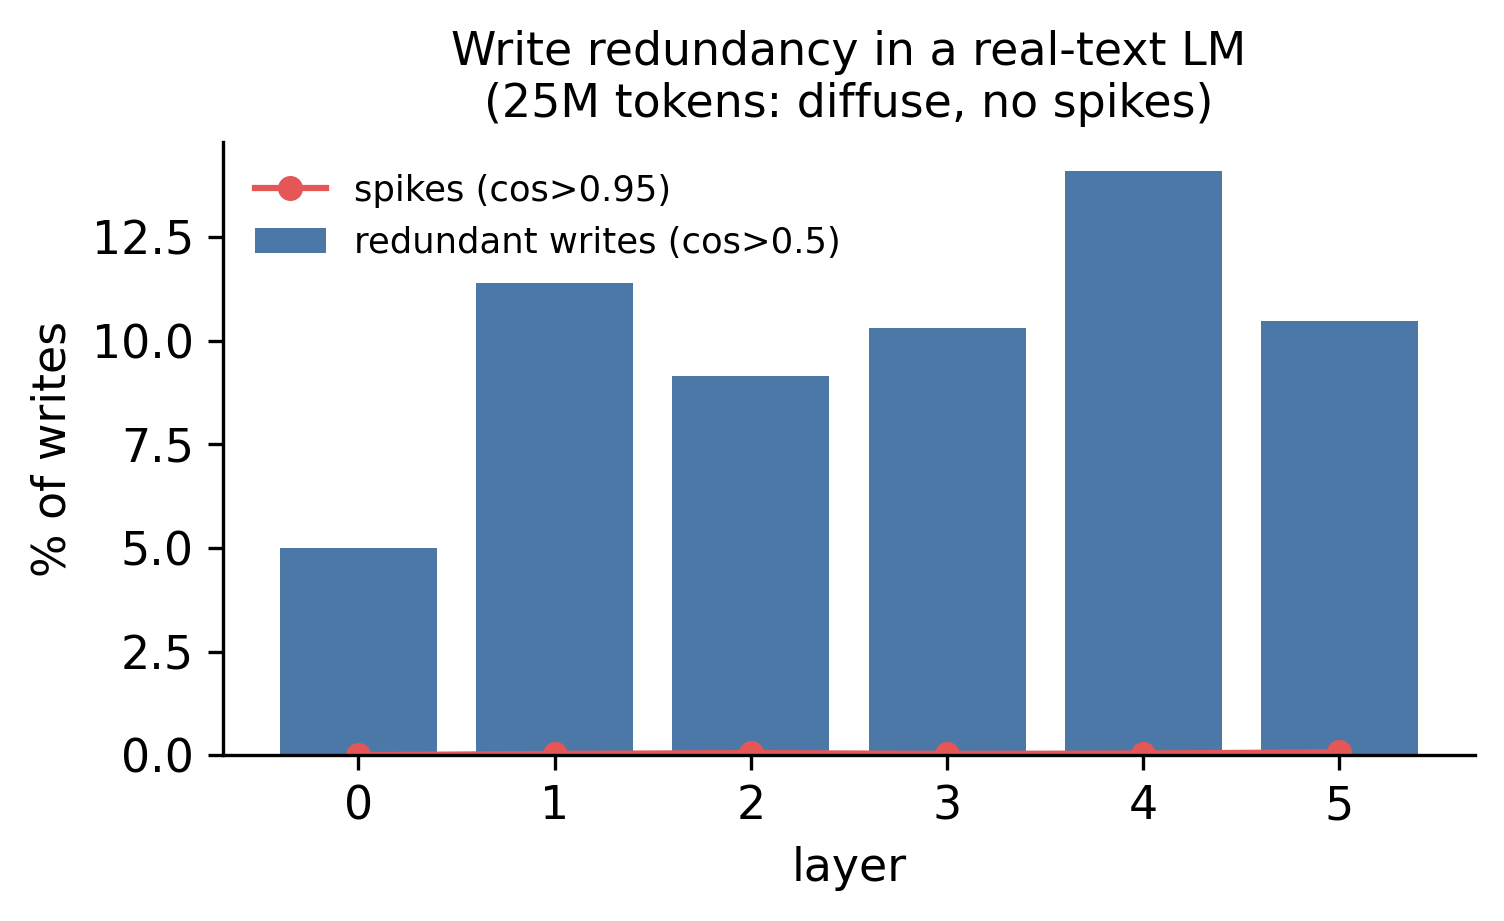 Write redundancy in a real-text LM
(25M tokens: diffuse, no spikes)
spikes (cos>0.95)
redundant writes (cos>0.5)
% of writes
12.5
10.0
7.5
5.0
2.5
0.0
0 1 2 3 4 5
layer